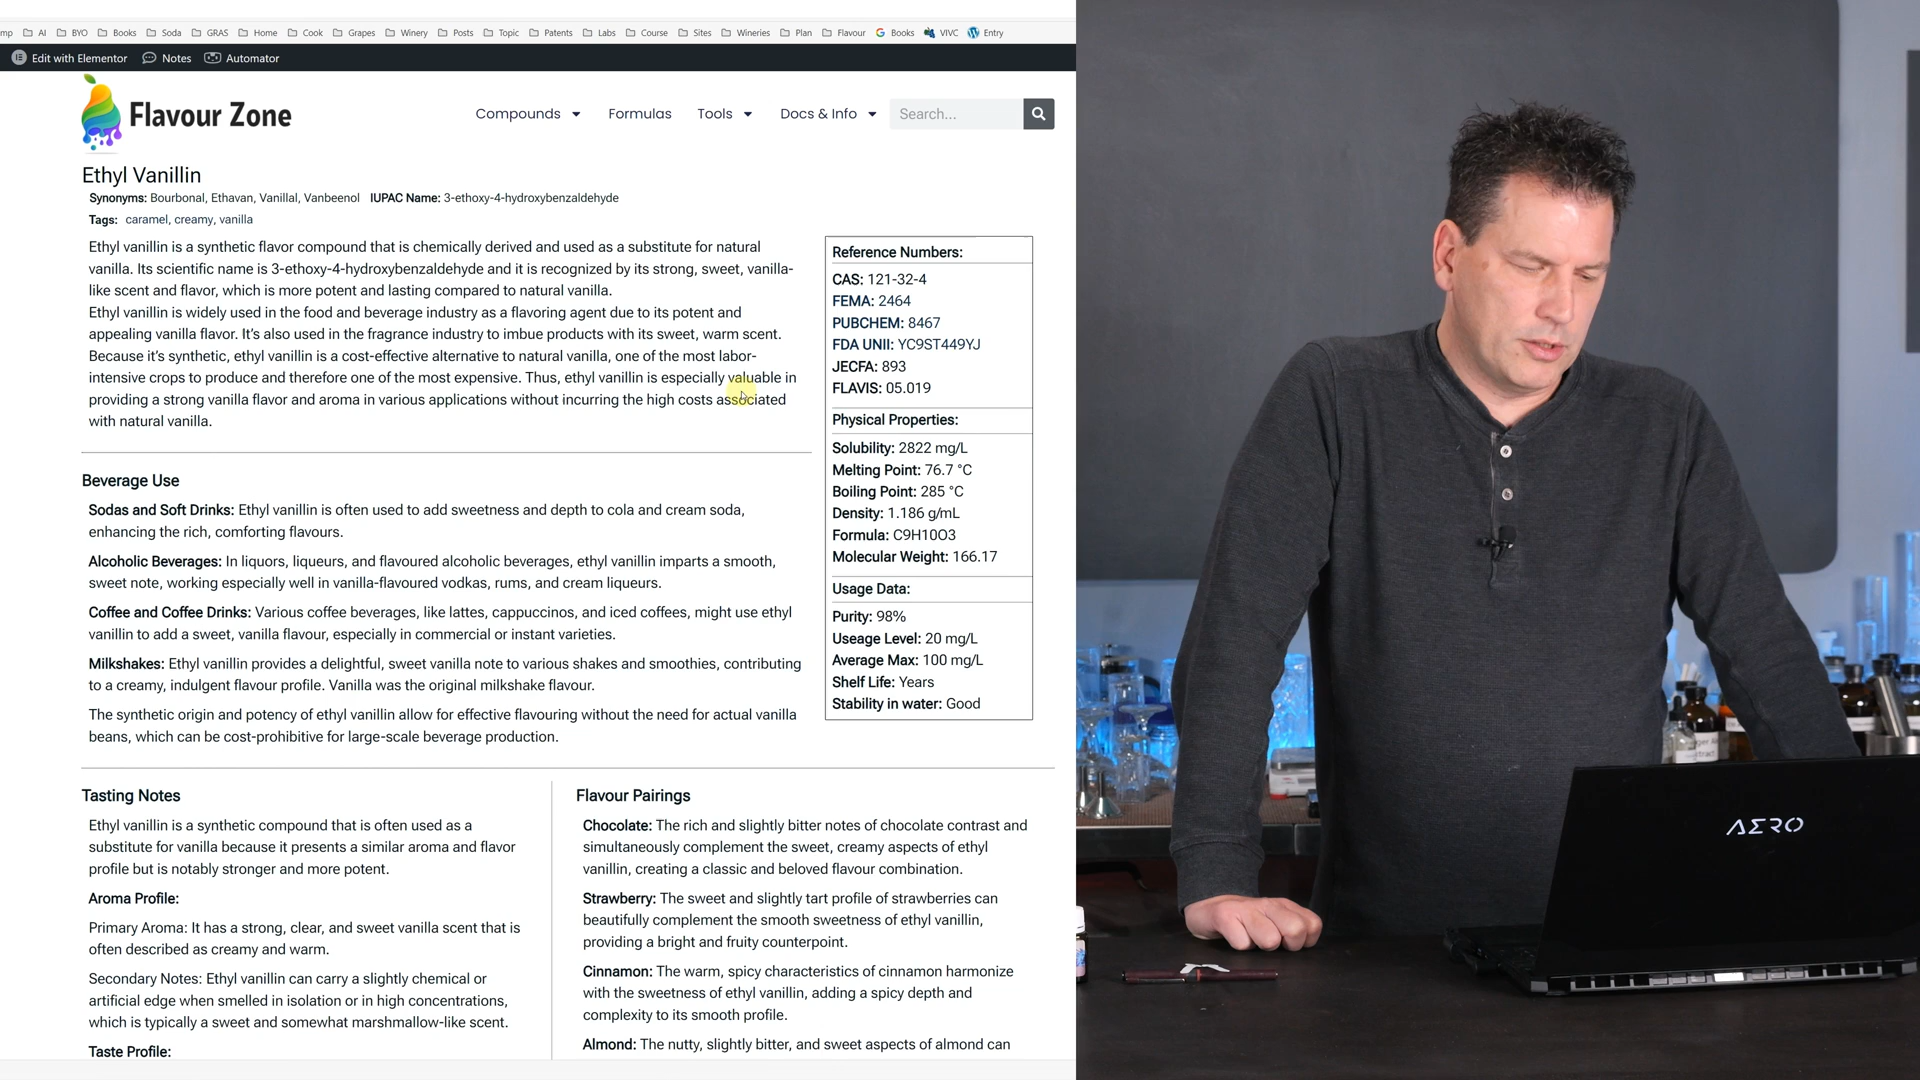 mp AI BYO Books Soda GRAS Home Cook Grapes Winery Posts Topic Patents Labs Course Sites Wineries Plan Flavour Books VIVC Entry
Edit with Elementor Notes Automator
Flavour Zone
Compounds Formulas Tools Docs & Info Search...
Ethyl Vanillin
Synonyms: Bourbonal, Ethavan, Vanillal, Vanbeenol IUPAC Name: 3-ethoxy-4-hydroxybenzaldehyde
Tags: caramel, creamy, vanilla
Ethyl vanillin is a synthetic flavor compound that is chemically derived and used as a substitute for natural
vanilla. Its scientific name is 3-ethoxy-4-hydroxybenzaldehyde and it is recognized by its strong, sweet, vanilla-
like scent and flavor, which is more potent and lasting compared to natural vanilla.
Ethyl vanillin is widely used in the food and beverage industry as a flavoring agent due to its potent and
appealing vanilla flavor. It's also used in the fragrance industry to imbue products with its sweet, warm scent.
Because it's synthetic, ethyl vanillin is a cost-effective alternative to natural vanilla, one of the most labor-
intensive crops to produce and therefore one of the most expensive. Thus, ethyl vanillin is especially valuable in
providing a strong vanilla flavor and aroma in various applications without incurring the high costs associated
with natural vanilla.
Reference Numbers:
CAS: 121-32-4
FEMA: 2464
PUBCHEM: 8467
FDA UNII: YC9ST449YJ
JECFA: 893
FLAVIS: 05.019
Physical Properties:
Solubility: 2822 mg/L
Melting Point: 76.7 °C
Boiling Point: 285 °C
Density: 1.186 g/mL
Formula: C9H10O3
Molecular Weight: 166.17
Usage Data:
Purity: 98%
Useage Level: 20 mg/L
Average Max: 100 mg/L
Shelf Life: Years
Stability in water: Good
Beverage Use
Sodas and Soft Drinks: Ethyl vanillin is often used to add sweetness and depth to cola and cream soda,
enhancing the rich, comforting flavours.
Alcoholic Beverages: In liquors, liqueurs, and flavoured alcoholic beverages, ethyl vanillin imparts a smooth,
sweet note, working especially well in vanilla-flavoured vodkas, rums, and cream liqueurs.
Coffee and Coffee Drinks: Various coffee beverages, like lattes, cappuccinos, and iced coffees, might use ethyl
vanillin to add a sweet, vanilla flavour, especially in commercial or instant varieties.
Milkshakes: Ethyl vanillin provides a delightful, sweet vanilla note to various shakes and smoothies, contributing
to a creamy, indulgent flavour profile. Vanilla was the original milkshake flavour.
The synthetic origin and potency of ethyl vanillin allow for effective flavouring without the need for actual vanilla
beans, which can be cost-prohibitive for large-scale beverage production.
Tasting Notes
Ethyl vanillin is a synthetic compound that is often used as a
substitute for vanilla because it presents a similar aroma and flavor
profile but is notably stronger and more potent.
Aroma Profile:
Primary Aroma: It has a strong, clear, and sweet vanilla scent that is
often described as creamy and warm.
Secondary Notes: Ethyl vanillin can carry a slightly chemical or
artificial edge when smelled in isolation or in high concentrations,
which is typically a sweet and somewhat marshmallow-like scent.
Taste Profile:
Flavour Pairings
Chocolate: The rich and slightly bitter notes of chocolate contrast and
simultaneously complement the sweet, creamy aspects of ethyl
vanillin, creating a classic and beloved flavour combination.
Strawberry: The sweet and slightly tart profile of strawberries can
beautifully complement the smooth sweetness of ethyl vanillin,
providing a bright and fruity counterpoint.
Cinnamon: The warm, spicy characteristics of cinnamon harmonize
with the sweetness of ethyl vanillin, adding a spicy depth and
complexity to its smooth profile.
Almond: The nutty, slightly bitter, and sweet aspects of almond can
AERO